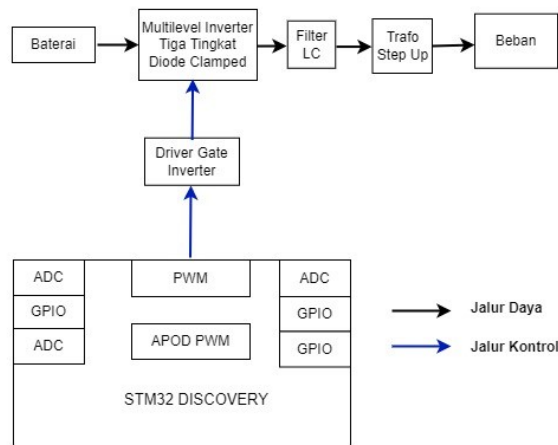 Baterai
Multilevel Inverter
Tiga Tingkat
Diode Clamped
Filter
LC
Trafo
Step Up
Beban
Driver Gate
Inverter
ADC
PWM
ADC
GPIO
GPIO
ADC
APOD PWM
GPIO
STM32 DISCOVERY
Jalur Daya
Jalur Kontrol